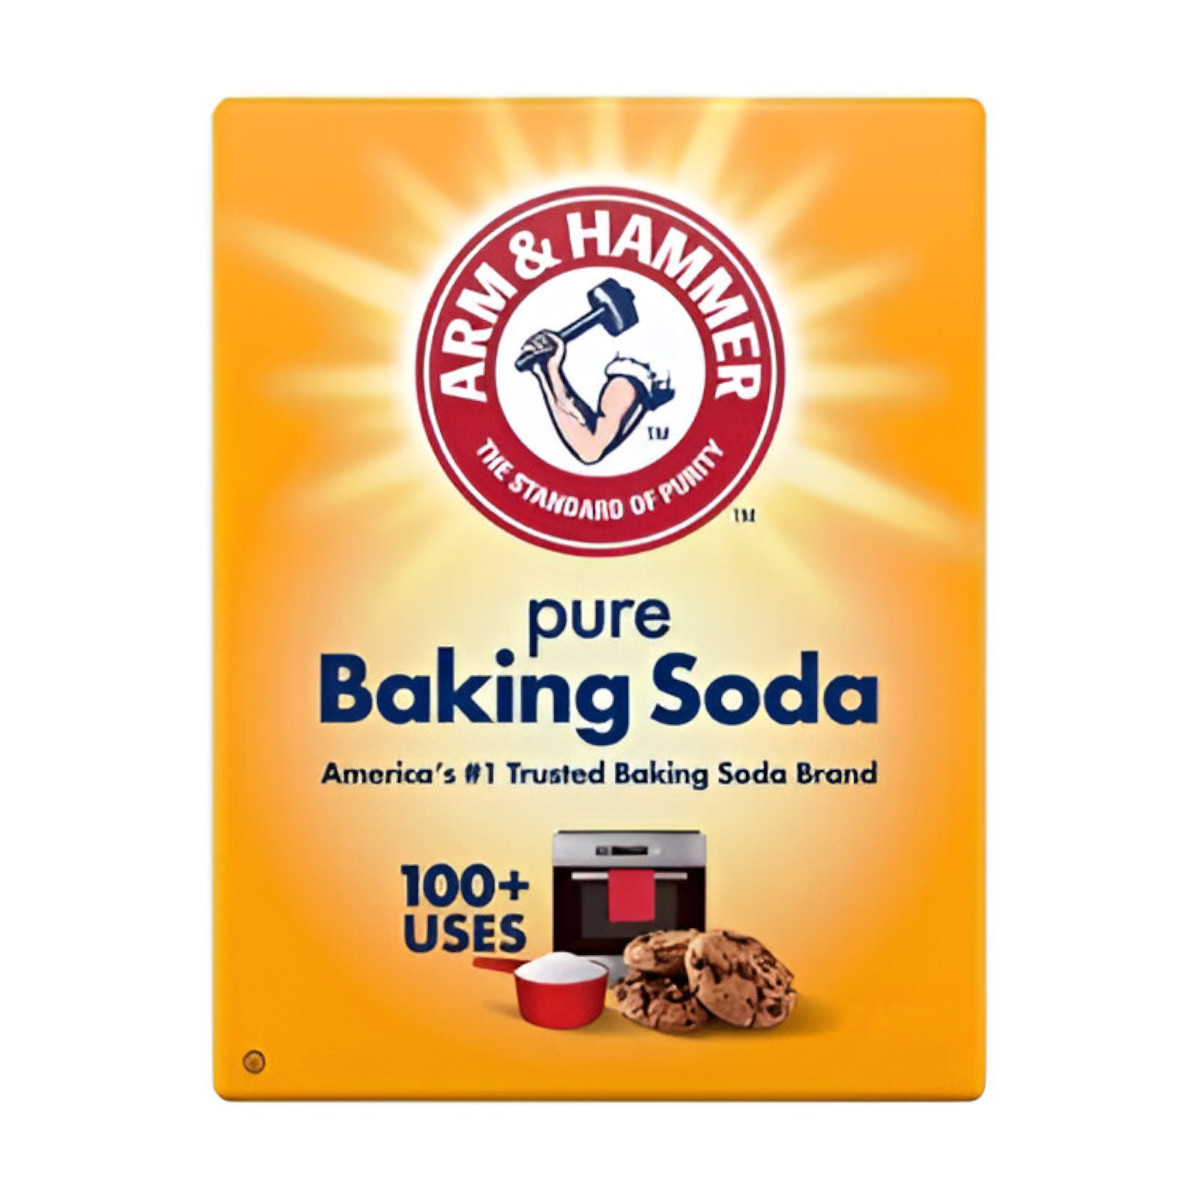 ARM & HAMMER
TM
THE STANDARD OF PURITY
TM
pure
Baking Soda
America's #1 Trusted Baking Soda Brand
100+
USES